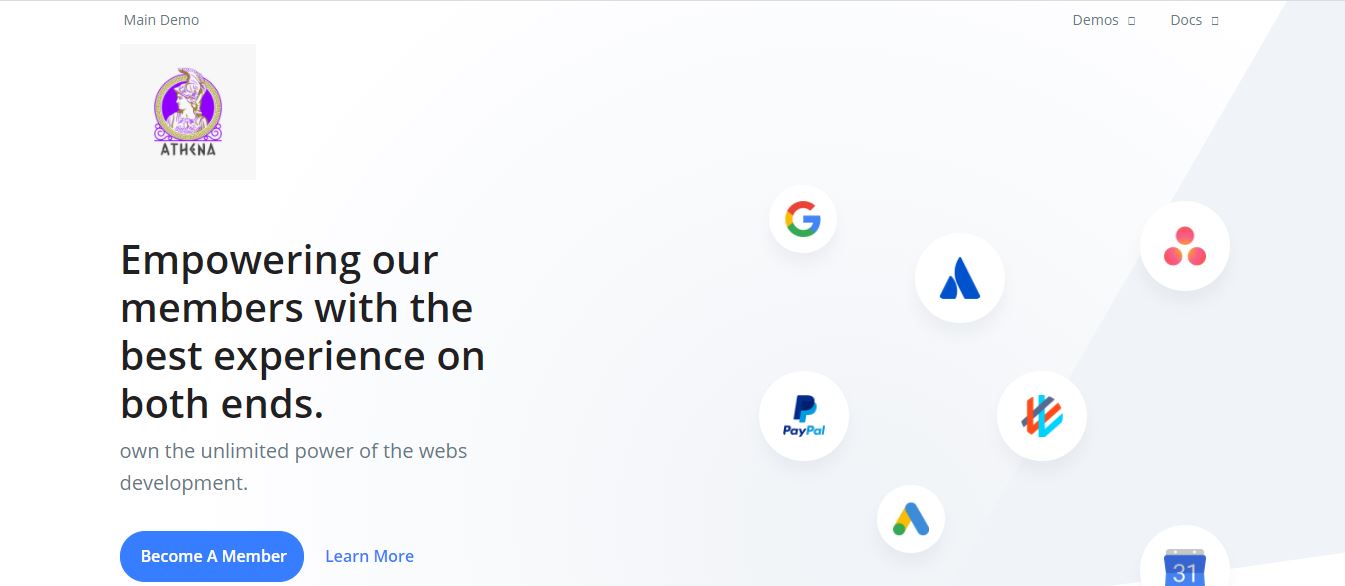 Main Demo
Demos
Docs
ATHENA
Empowering our
members with the
best experience on
both ends.
own the unlimited power of the webs
development.
Become A Member
Learn More
PayPal
31